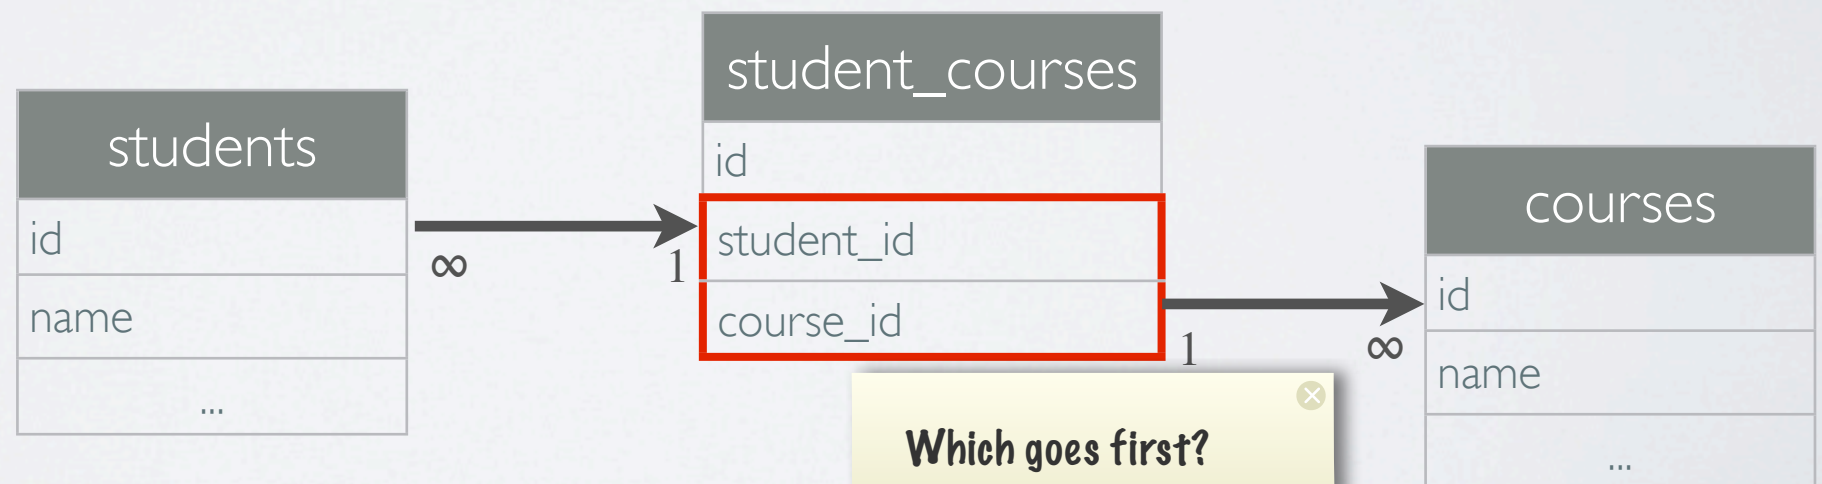 students
id
name
...
∞
1
student_courses
id
student_id
course_id
1
∞
courses
id
name
...
Which goes first?